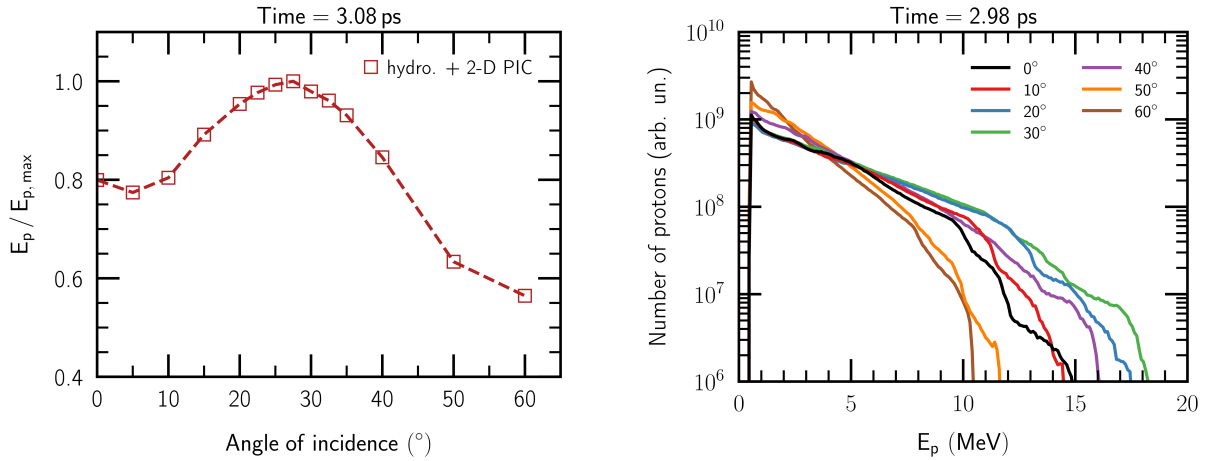 Time = 3.08 ps
1.0
0.8
0.6
0.4
E_p / E_p,max
hydro. + 2-D PIC
0 10 20 30 40 50 60
Angle of incidence (°)
Time = 2.98 ps
10^10
10^9
10^8
10^7
10^6
Number of protons (arb. un.)
0°
10°
20°
30°
40°
50°
60°
0 5 10 15 20
E_p (MeV)